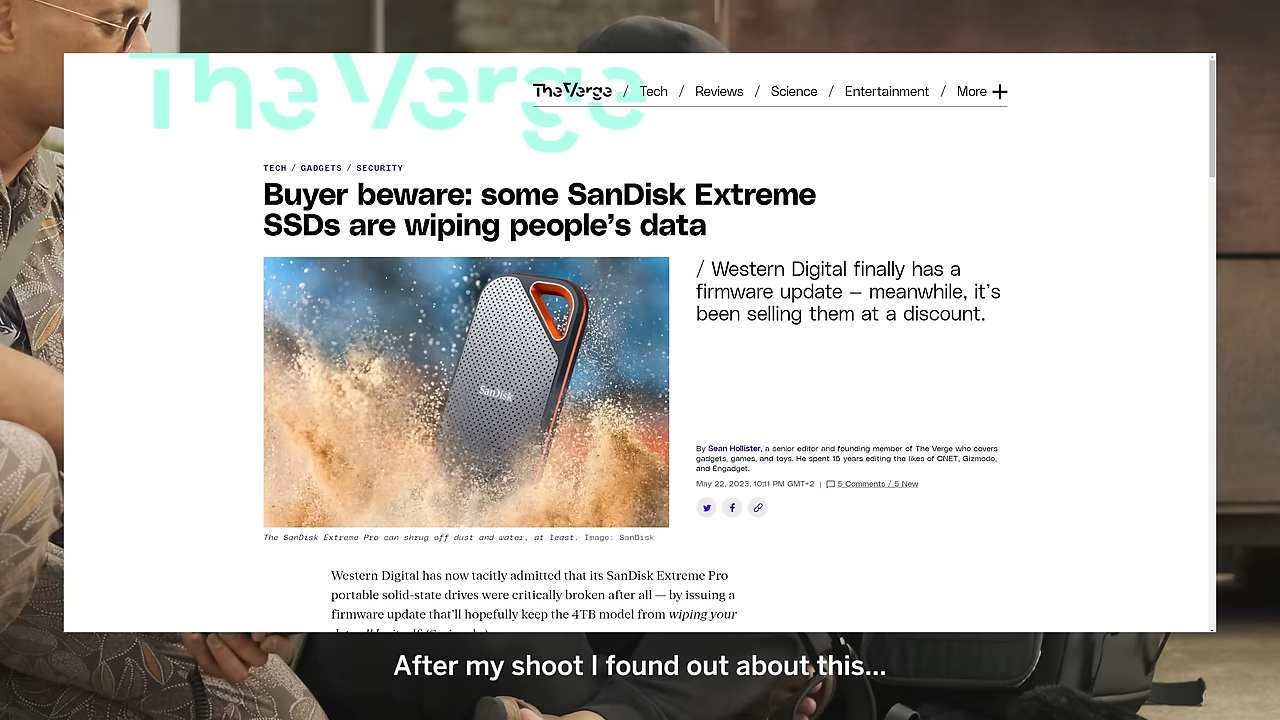 The Verge
The Verge / Tech / Reviews / Science / Entertainment / More +
TECH / GADGETS / SECURITY
Buyer beware: some SanDisk Extreme
SSDs are wiping people’s data
/ Western Digital finally has a
firmware update – meanwhile, it’s
been selling them at a discount.
SanDisk
By Sean Hollister, a senior editor and founding member of The Verge who covers
gadgets, games, and toys. He spent 15 years editing the likes of CNET, Gizmodo,
and Engadget.
May 22, 2023, 10:11 PM GMT+2 | 5 Comments / 5 New
The SanDisk Extreme Pro can shrug off dust and water, at least. Image: SanDisk
Western Digital has now tacitly admitted that its SanDisk Extreme Pro
portable solid-state drives were critically broken after all — by issuing a
firmware update that’ll hopefully keep the 4TB model from wiping your
After my shoot I found out about this...